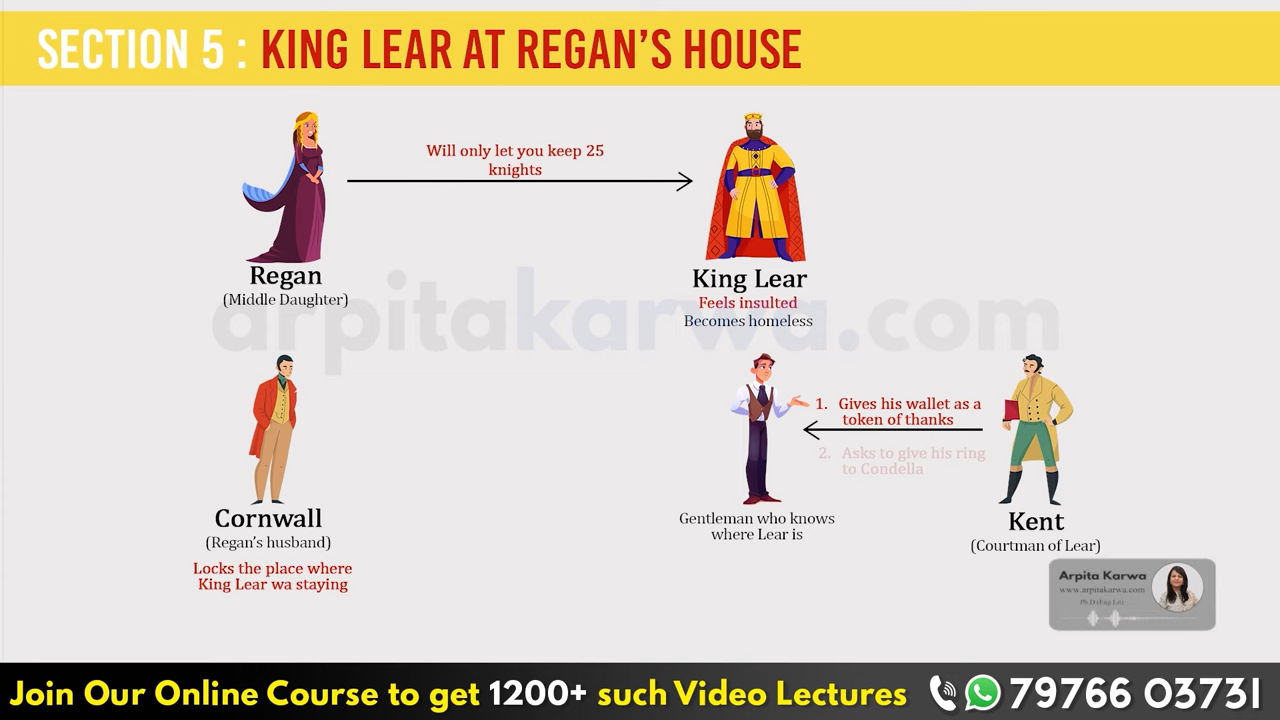 SECTION 5 : KING LEAR AT REGAN'S HOUSE
Will only let you keep 25
knights
Regan
(Middle Daughter)
King Lear
Feels insulted
Becomes homeless
arpitakarwa.com
1. Gives his wallet as a
token of thanks
2. Asks to give his ring
to Condella
Cornwall
(Regan's husband)
Locks the place where
King Lear wa staying
Gentleman who knows
where Lear is
Kent
(Courtman of Lear)
Arpita Karwa
www.arpitakarwa.com
Ph.D (Eng Lit)
Join Our Online Course to get 1200+ such Video Lectures
79766 03731